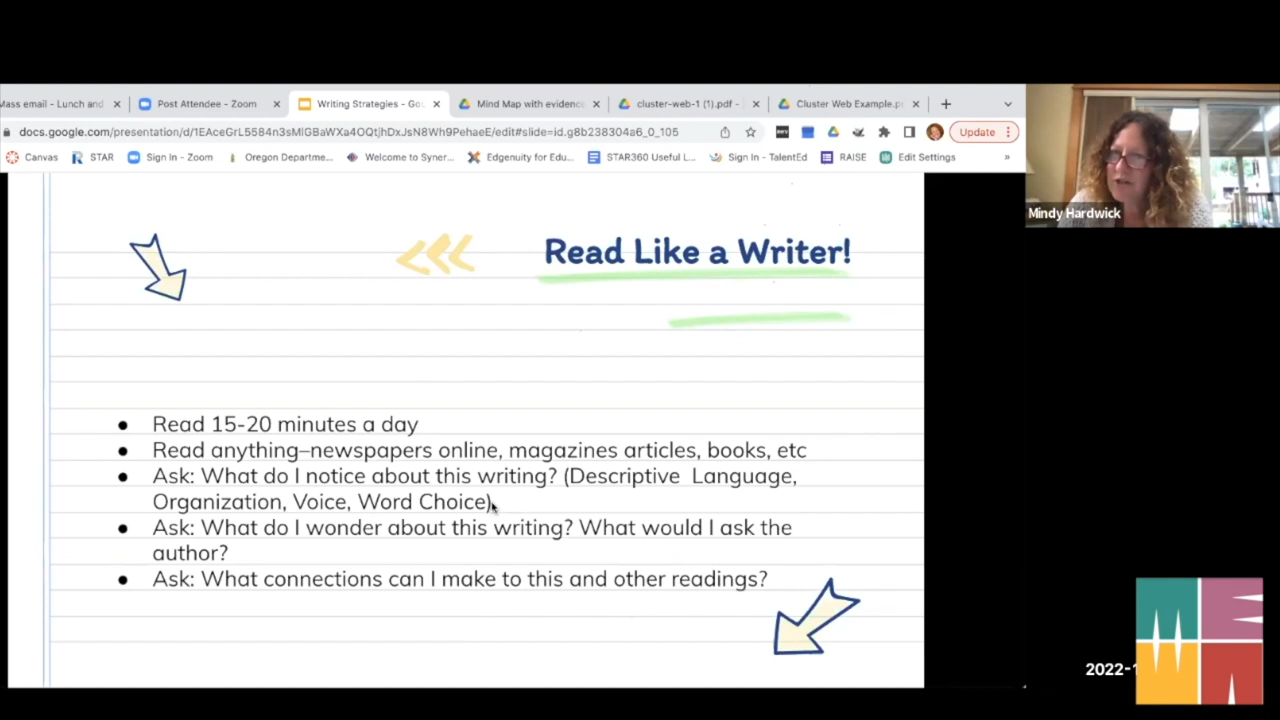 Mass email - Lunch and
Post Attendee - Zoom
Writing Strategies - Go
Mind Map with evidenc
cluster-web-1 (1).pdf -
Cluster Web Example.p
docs.google.com/presentation/d/1EAceGrL5584n3sMlGBaWXa4OQtjhDxJsN8Wh9PehaeE/edit#slide=id.g8b238304a6_0_105
Update
Canvas
STAR
Sign In - Zoom
Oregon Departme...
Welcome to Syner...
Edgenuity for Edu...
STAR360 Useful L...
Sign In - TalentEd
RAISE
Edit Settings
»
Mindy Hardwick
Read Like a Writer!
● Read 15-20 minutes a day
● Read anything–newspapers online, magazines articles, books, etc
● Ask: What do I notice about this writing? (Descriptive Language,
Organization, Voice, Word Choice)
● Ask: What do I wonder about this writing? What would I ask the
author?
● Ask: What connections can I make to this and other readings?
2022-1